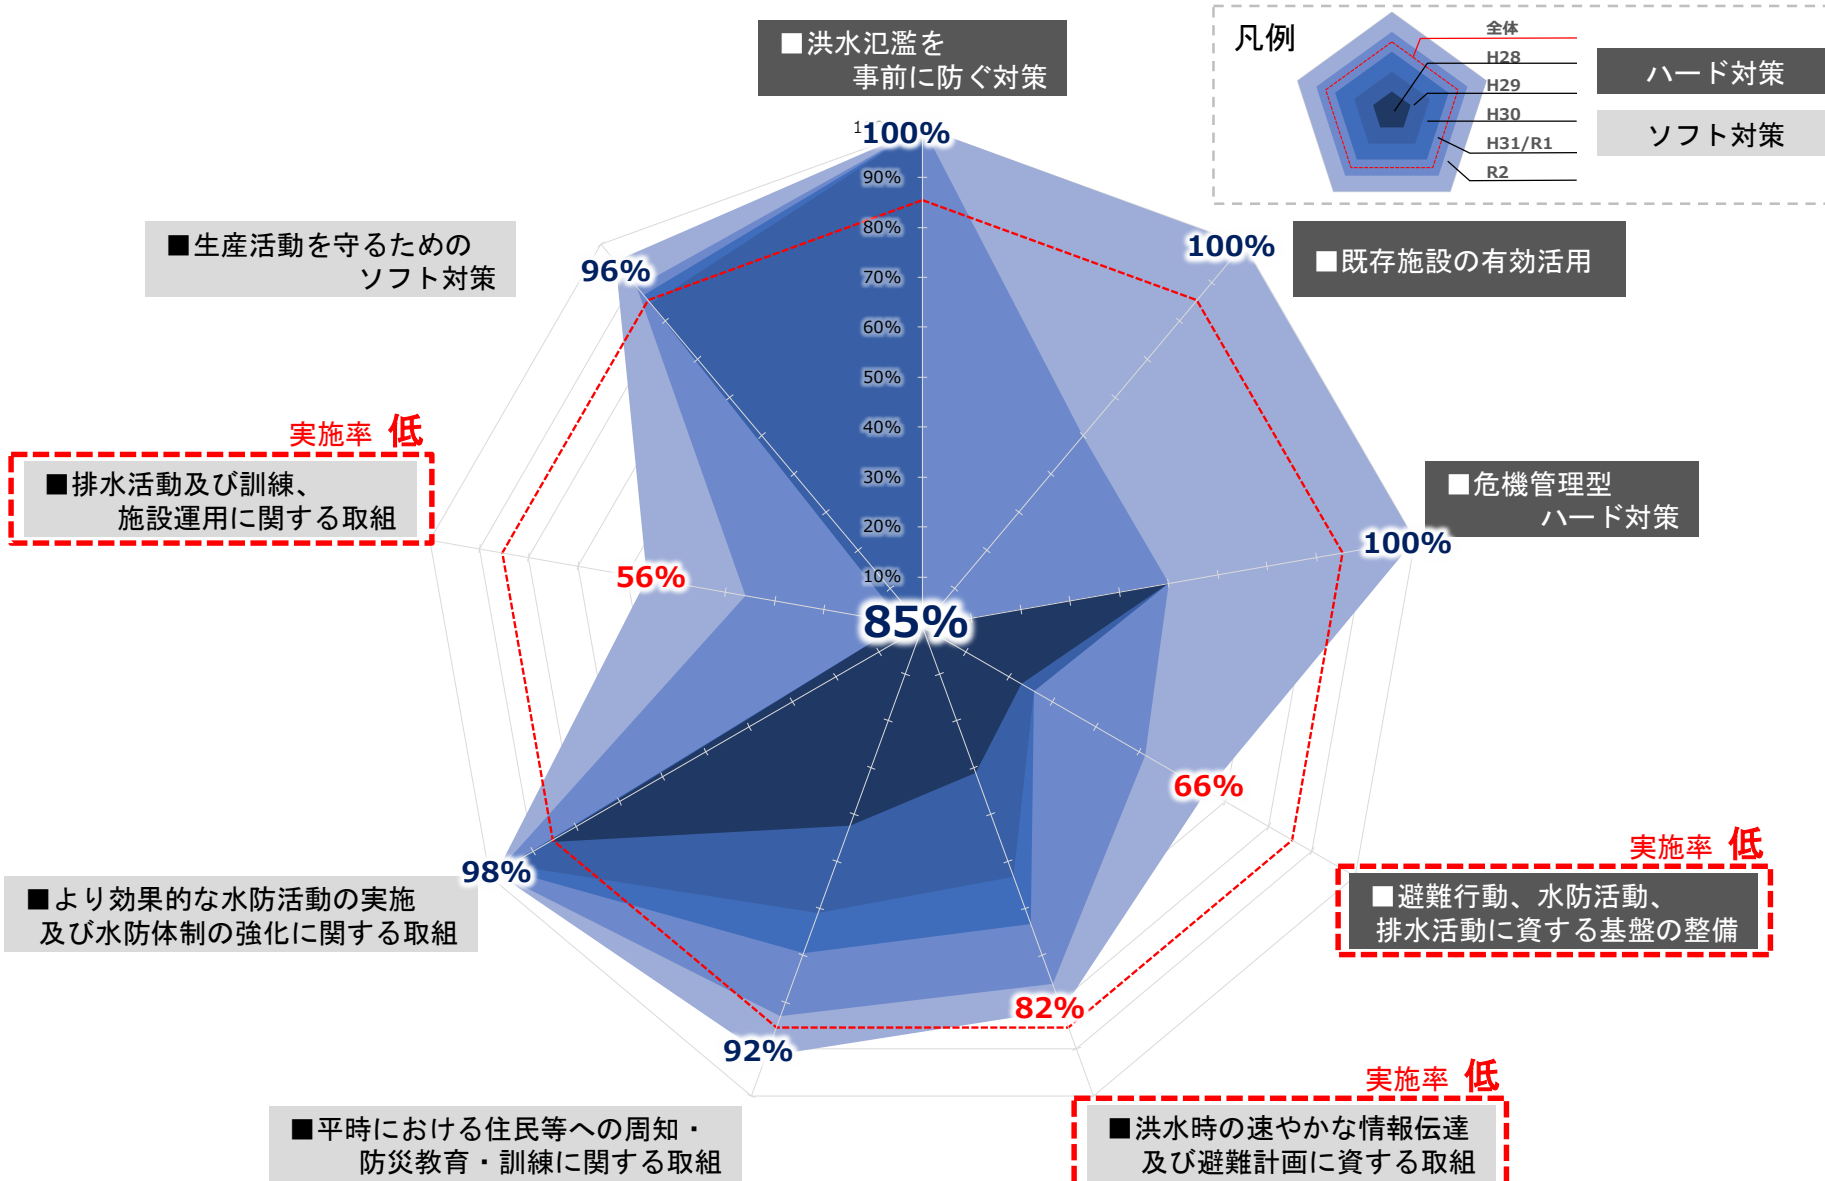 ■洪水氾濫を
事前に防ぐ対策
凡例
全体
H28
H29
H30
H31/R1
R2
ハード対策
ソフト対策
100%
90%
80%
70%
60%
50%
40%
30%
20%
10%
85%
■既存施設の有効活用
100%
■危機管理型
ハード対策
100%
66%
実施率 低
■避難行動、水防活動、
排水活動に資する基盤の整備
82%
実施率 低
■洪水時の速やかな情報伝達
及び避難計画に資する取組
92%
■平時における住民等への周知・
防災教育・訓練に関する取組
98%
■より効果的な水防活動の実施
及び水防体制の強化に関する取組
56%
実施率 低
■排水活動及び訓練、
施設運用に関する取組
96%
■生産活動を守るための
ソフト対策